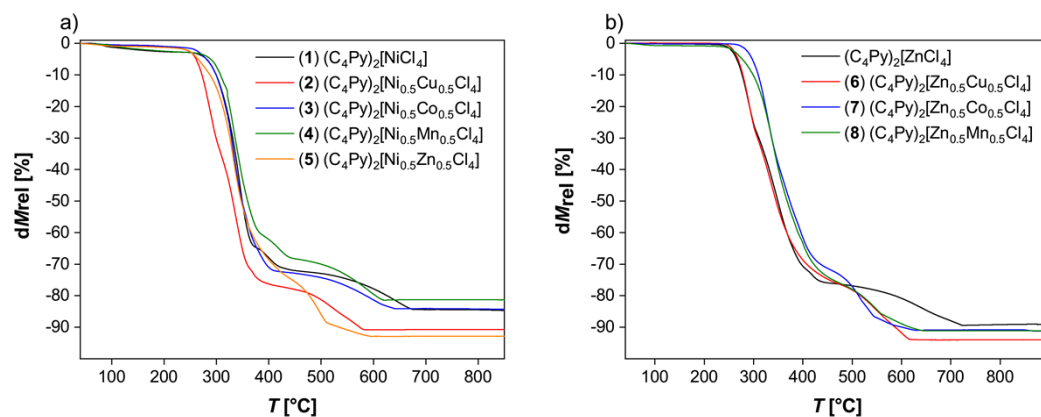 a)
0
-10
-20
-30
-40
-50
-60
-70
-80
-90
dMrel [%]
100 200 300 400 500 600 700 800
T [°C]
(1) (C₄Py)₂[NiCl₄]
(2) (C₄Py)₂[Ni₀.₅Cu₀.₅Cl₄]
(3) (C₄Py)₂[Ni₀.₅Co₀.₅Cl₄]
(4) (C₄Py)₂[Ni₀.₅Mn₀.₅Cl₄]
(5) (C₄Py)₂[Ni₀.₅Zn₀.₅Cl₄]
b)
0
-10
-20
-30
-40
-50
-60
-70
-80
-90
dMrel [%]
100 200 300 400 500 600 700 800
T [°C]
(C₄Py)₂[ZnCl₄]
(6) (C₄Py)₂[Zn₀.₅Cu₀.₅Cl₄]
(7) (C₄Py)₂[Zn₀.₅Co₀.₅Cl₄]
(8) (C₄Py)₂[Zn₀.₅Mn₀.₅Cl₄]